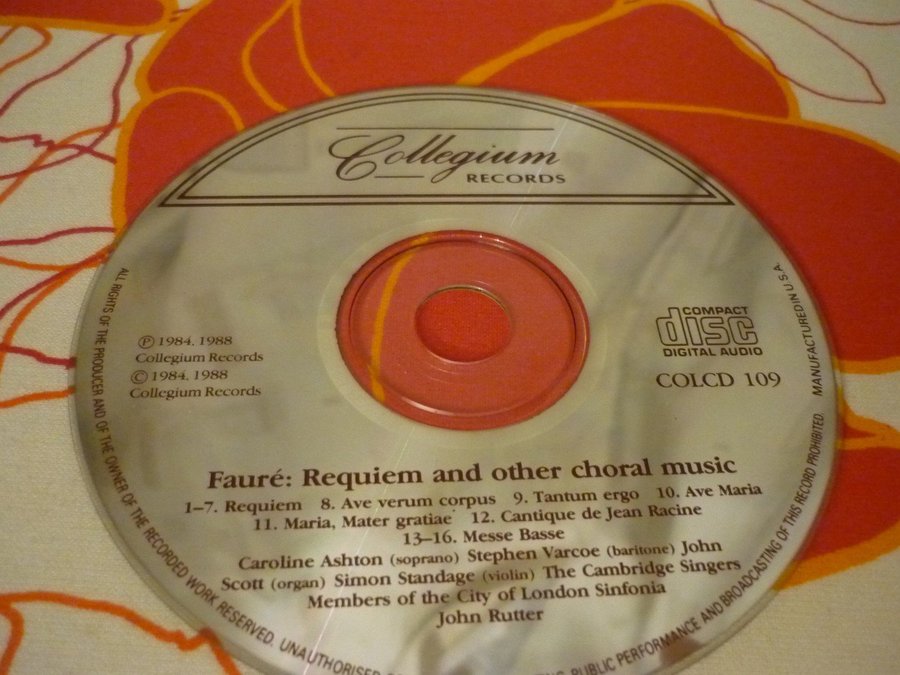 Collegium
RECORDS
℗ 1984, 1988
Collegium Records
© 1984, 1988
Collegium Records
COMPACT
disc
DIGITAL AUDIO
COLCD 109
Fauré: Requiem and other choral music
1–7. Requiem 8. Ave verum corpus 9. Tantum ergo 10. Ave Maria
11. Maria, Mater gratiae 12. Cantique de Jean Racine
13–16. Messe Basse
Caroline Ashton (soprano) Stephen Varcoe (baritone) John
Scott (organ) Simon Standage (violin) The Cambridge Singers
Members of the City of London Sinfonia
John Rutter
ALL RIGHTS OF THE PRODUCER AND OF THE OWNER OF THE RECORDED WORK RESERVED. UNAUTHORISED
PUBLIC PERFORMANCE AND BROADCASTING OF THIS RECORD PROHIBITED. MANUFACTURED IN U.S.A.